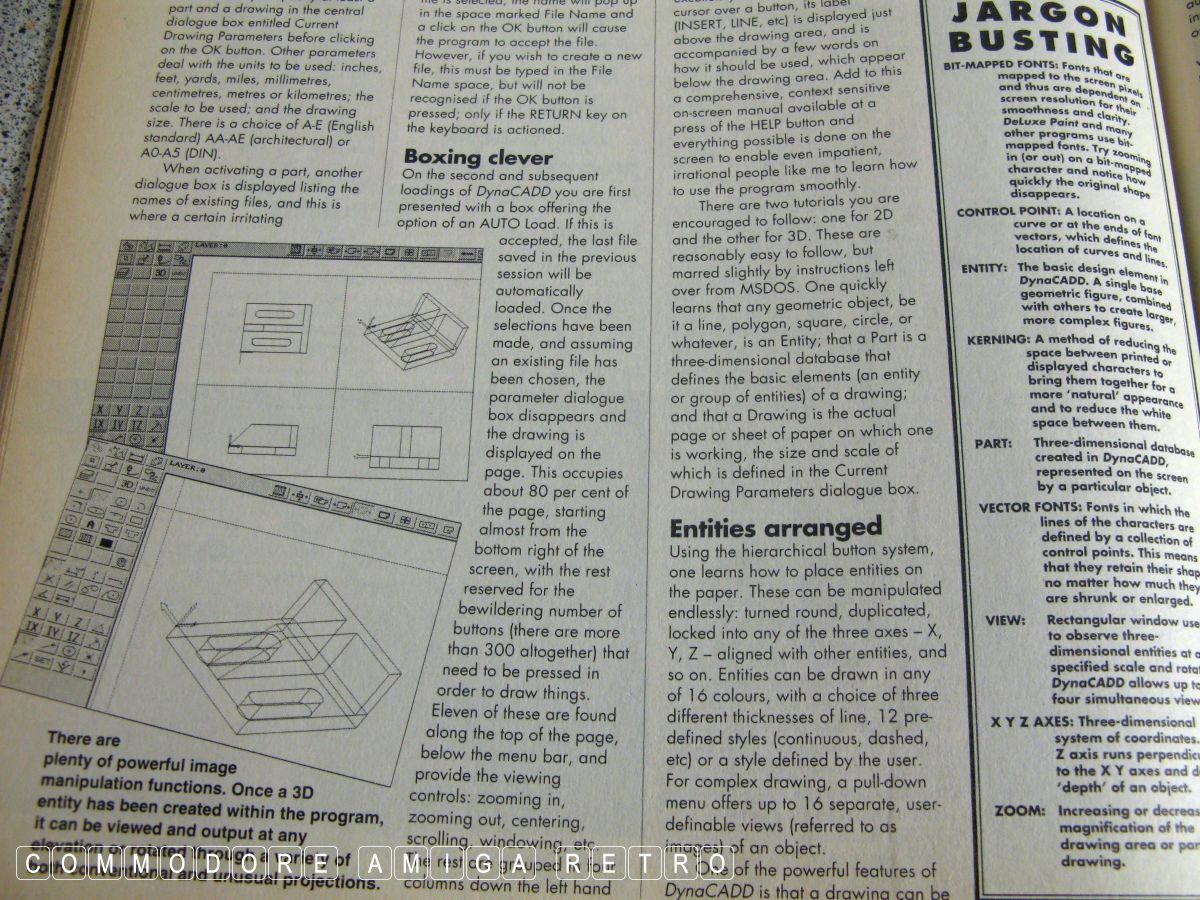 part and a drawing in the central
dialogue box entitled Current
Drawing Parameters before clicking
on the OK button. Other parameters
deal with the units to be used: inches,
feet, yards, miles, millimetres,
centimetres, metres or kilometres; the
scale to be used; and the drawing
size. There is a choice of A-E (English
standard) AA-AE (architectural) or
A0-A5 (DIN).
When activating a part, another
dialogue box is displayed listing the
names of existing files, and this is
where a certain irritating
LAYER:0
3D
X Y Z
LAYER:0
3D
X Y Z
SET
There are
plenty of powerful image
manipulation functions. Once a 3D
entity has been created within the program,
it can be viewed and output at any
elevation or rotated through a variety of
conventional and unusual projections.
file is selected, the name will pop up
in the space marked File Name and
a click on the OK button will cause
the program to accept the file.
However, if you wish to create a new
file, this must be typed in the File
Name space, but will not be
recognised if the OK button is
pressed; only if the RETURN key on
the keyboard is actioned.
Boxing clever
On the second and subsequent
loadings of DynaCADD you are first
presented with a box offering the
option of an AUTO Load. If this is
accepted, the last file
saved in the previous
session will be
automatically
loaded. Once the
selections have been
made, and assuming
an existing file has
been chosen, the
parameter dialogue
box disappears and
the drawing is
displayed on the
page. This occupies
about 80 per cent of
the page, starting
almost from the
bottom right of the
screen, with the rest
reserved for the
bewildering number of
buttons (there are more
than 300 altogether) that
need to be pressed in
order to draw things.
Eleven of these are found
along the top of the page,
below the menu bar, and
provide the viewing
controls: zooming in,
zooming out, centering,
scrolling, windowing, etc.
The rest are grouped in four
columns down the left hand
cursor over a button, its label
(INSERT, LINE, etc) is displayed just
above the drawing area, and is
accompanied by a few words on
how it should be used, which appear
below the drawing area. Add to this
a comprehensive, context sensitive
on-screen manual available at a
press of the HELP button and
everything possible is done on the
screen to enable even impatient,
irrational people like me to learn how
to use the program smoothly.
There are two tutorials you are
encouraged to follow: one for 2D
and the other for 3D. These are
reasonably easy to follow, but
marred slightly by instructions left
over from MSDOS. One quickly
learns that any geometric object, be
it a line, polygon, square, circle, or
whatever, is an Entity; that a Part is a
three-dimensional database that
defines the basic elements (an entity
or group of entities) of a drawing;
and that a Drawing is the actual
page or sheet of paper on which one
is working, the size and scale of
which is defined in the Current
Drawing Parameters dialogue box.
Entities arranged
Using the hierarchical button system,
one learns how to place entities on
the paper. These can be manipulated
endlessly: turned round, duplicated,
locked into any of the three axes – X,
Y, Z – aligned with other entities, and
so on. Entities can be drawn in any
of 16 colours, with a choice of three
different thicknesses of line, 12 pre-
defined styles (continuous, dashed,
etc) or a style defined by the user.
For complex drawing, a pull-down
menu offers up to 16 separate, user-
definable views (referred to as
images) of an object.
One of the powerful features of
DynaCADD is that a drawing can be
JARGON
BUSTING
BIT-MAPPED FONTS: Fonts that are
mapped to the screen pixels
and thus are dependent on
screen resolution for their
smoothness and clarity.
DeLuxe Paint and many
other programs use bit-
mapped fonts. Try zooming
in (or out) on a bit-mapped
character and notice how
quickly the original shape
disappears.
CONTROL POINT: A location on a
curve or at the ends of font
vectors, which defines the
location of curves and lines.
ENTITY: The basic design element in
DynaCADD. A single base
geometric figure, combined
with others to create larger,
more complex figures.
KERNING: A method of reducing the
space between printed or
displayed characters to
bring them together for a
more 'natural' appearance
and to reduce the white
space between them.
PART: Three-dimensional database
created in DynaCADD,
represented on the screen
by a particular object.
VECTOR FONTS: Fonts in which the
lines of the characters are
defined by a collection of
control points. This means
that they retain their shap
no matter how much they
are shrunk or enlarged.
VIEW: Rectangular window use
to observe three-
dimensional entities at a
specified scale and rotat
DynaCADD allows up to
four simultaneous view
X Y Z AXES: Three-dimensional
system of coordinates.
Z axis runs perpendic
to the X Y axes and d
'depth' of an object.
ZOOM: Increasing or decreas
magnification of the
drawing area or par
drawing.
COMMODORE AMIGA RETRO